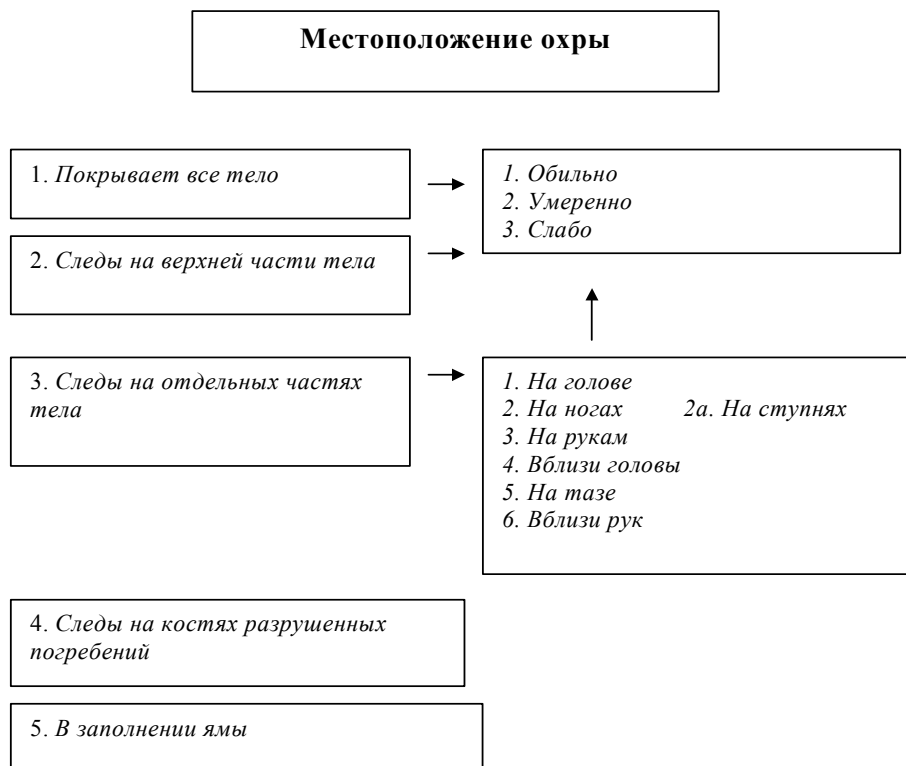 Местоположение охры
1. Покрывает все тело
1. Обильно
2. Умеренно
3. Слабо
2. Следы на верхней части тела
3. Следы на отдельных частях
тела
1. На голове
2. На ногах 2а. На ступнях
3. На рукам
4. Вблизи головы
5. На тазе
6. Вблизи рук
4. Следы на костях разрушенных
погребений
5. В заполнении ямы